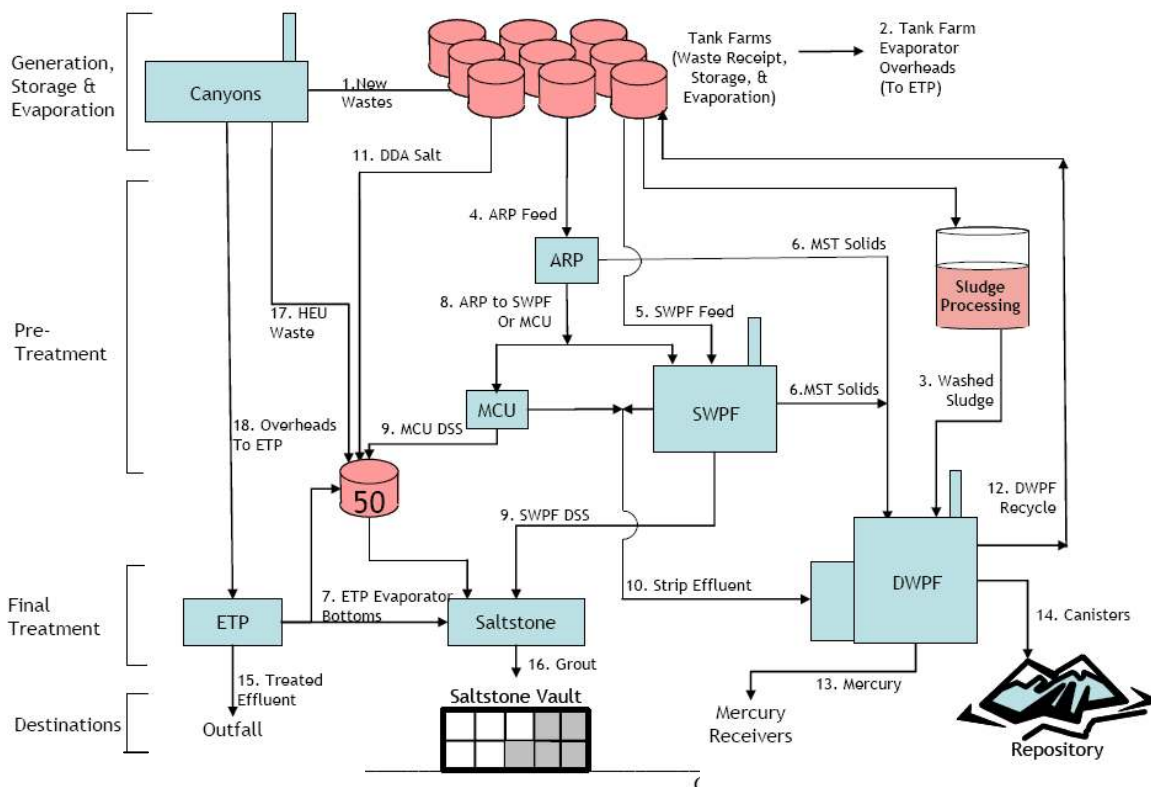 Generation,
Storage &
Evaporation
Canyons
1.New
Wastes
Tank Farms
(Waste Receipt,
Storage, &
Evaporation)
2. Tank Farm
Evaporator
Overheads
(To ETP)
11. DDA Salt
4. ARP Feed
ARP
6. MST Solids
Sludge
Processing
8. ARP to SWPF
Or MCU
5. SWPF Feed
17. HEU
Waste
Pre-
Treatment
MCU
SWPF
6.MST Solids
3. Washed
Sludge
18. Overheads
To ETP
9. MCU DSS
50
9. SWPF DSS
12. DWPF
Recycle
Final
Treatment
ETP
7. ETP Evaporator
Bottoms
Saltstone
10. Strip Effluent
DWPF
14. Canisters
15. Treated
Effluent
16. Grout
13. Mercury
Destinations
Outfall
Saltstone Vault
Mercury
Receivers
Repository